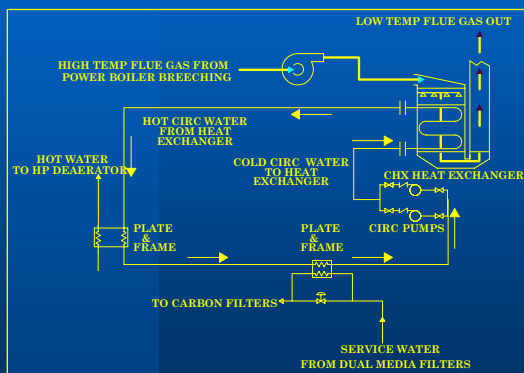 LOW TEMP FLUE GAS OUT
HIGH TEMP FLUE GAS FROM
POWER BOILER BREECHING
HOT CIRC WATER
FROM HEAT
EXCHANGER
HOT WATER
TO HP DEAERATOR
COLD CIRC WATER
TO HEAT
EXCHANGER
CHX HEAT EXCHANGER
PLATE
&
FRAME
PLATE
&
FRAME
CIRC PUMPS
TO CARBON FILTERS
SERVICE WATER
FROM DUAL MEDIA FILTERS